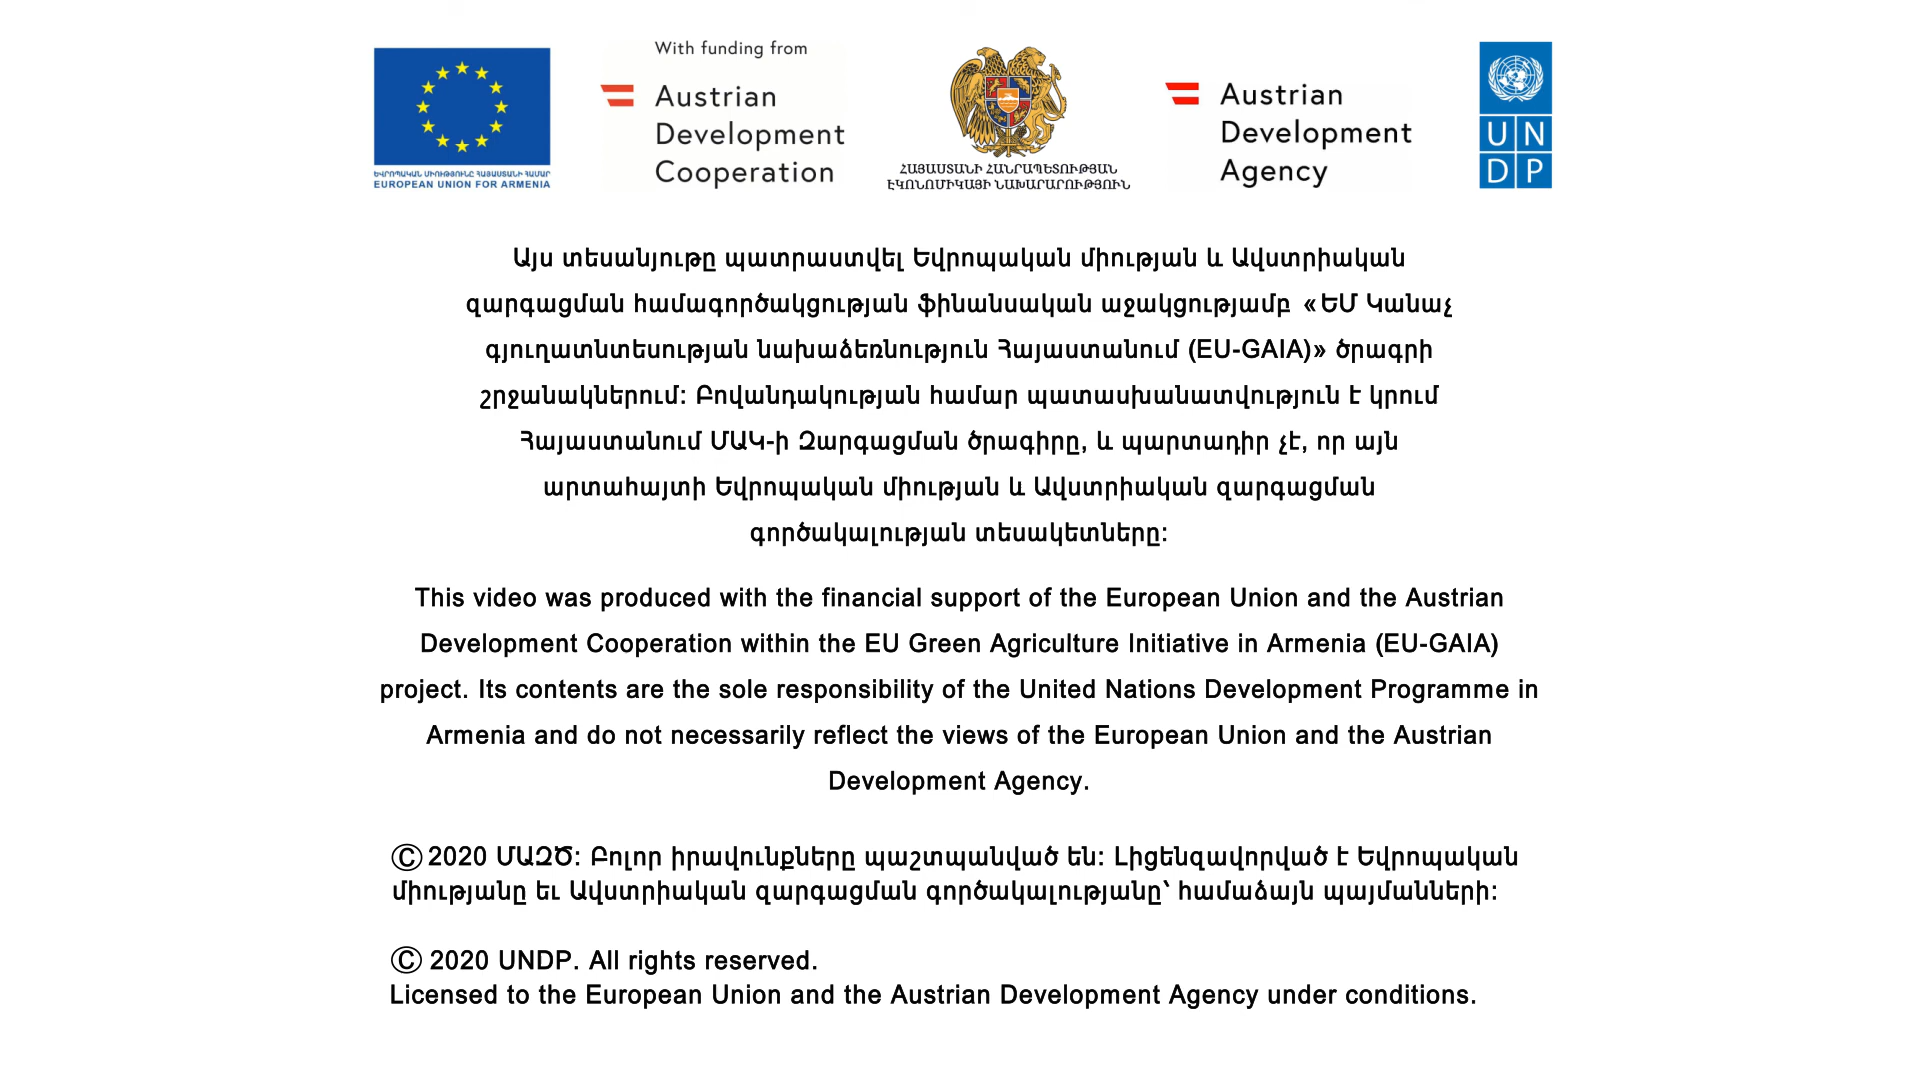 ԵՎՐՈՊԱԿԱՆ ՄԻՈՒԹՅՈՒՆԸ ՀԱՅԱՍՏԱՆԻ ՀԱՄԱՐ
EUROPEAN UNION FOR ARMENIA
With funding from
Austrian
Development
Cooperation
ՀԱՅԱՍՏԱՆԻ ՀԱՆՐԱՊԵՏՈՒԹՅԱՆ
ԷԿՈՆՈՄԻԿԱՅԻ ՆԱԽԱՐԱՐՈՒԹՅՈՒՆ
Austrian
Development
Agency
U N
D P
Այս տեսանյութը պատրաստվել Եվրոպական միության և Ավստրիական
զարգացման համագործակցության ֆինանսական աջակցությամբ «ԵՄ Կանաչ
գյուղատնտեսության նախաձեռնություն Հայաստանում (EU-GAIA)» ծրագրի
շրջանակներում: Բովանդակության համար պատասխանատվություն է կրում
Հայաստանում ՄԱԿ-ի Զարգացման ծրագիրը, և պարտադիր չէ, որ այն
արտահայտի Եվրոպական միության և Ավստրիական զարգացման
գործակալության տեսակետները:
This video was produced with the financial support of the European Union and the Austrian
Development Cooperation within the EU Green Agriculture Initiative in Armenia (EU-GAIA)
project. Its contents are the sole responsibility of the United Nations Development Programme in
Armenia and do not necessarily reflect the views of the European Union and the Austrian
Development Agency.
© 2020 ՄԱԶԾ: Բոլոր իրավունքները պաշտպանված են: Լիցենզավորված է Եվրոպական
միությանը եւ Ավստրիական զարգացման գործակալությանը՝ համաձայն պայմանների:
© 2020 UNDP. All rights reserved.
Licensed to the European Union and the Austrian Development Agency under conditions.